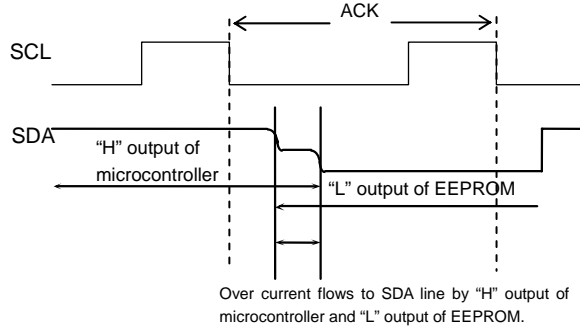 ACK
SCL
SDA
“H” output of
microcontroller
“L” output of EEPROM
Over current flows to SDA line by “H” output of
microcontroller and “L” output of EEPROM.